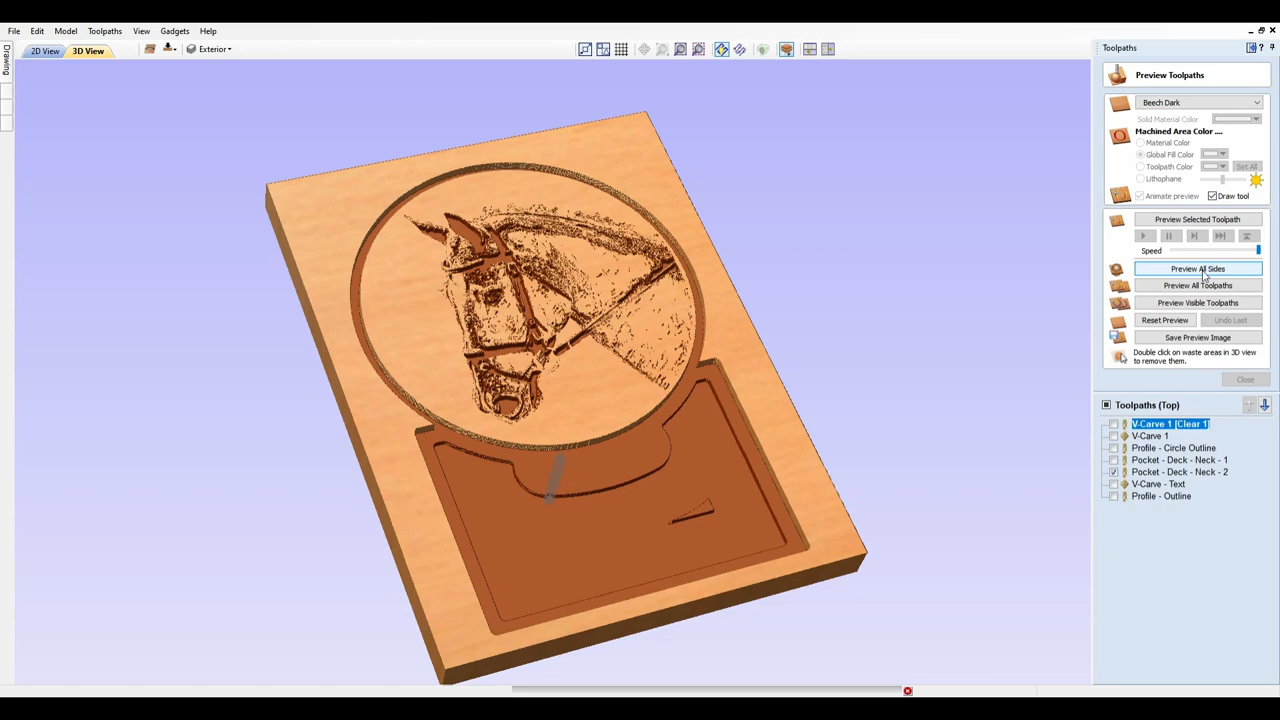 File Edit Model Toolpaths View Gadgets Help
2D View 3D View Exterior
Drawing
Toolpaths ?
Preview Toolpaths
Beech Dark
Solid Material Color
Machined Area Color ....
Material Color
Global Fill Color
Toolpath Color Set All
Lithophane
Animate preview Draw tool
Preview Selected Toolpath
Speed
Preview All Sides
Preview All Toolpaths
Preview Visible Toolpaths
Reset Preview Undo Last
Save Preview Image
Double click on waste areas in 3D view
to remove them.
Close
Toolpaths (Top)
V-Carve 1 [Clear 1]
V-Carve 1
Profile - Circle Outline
Pocket - Deck - Neck - 1
Pocket - Deck - Neck - 2
V-Carve - Text
Profile - Outline